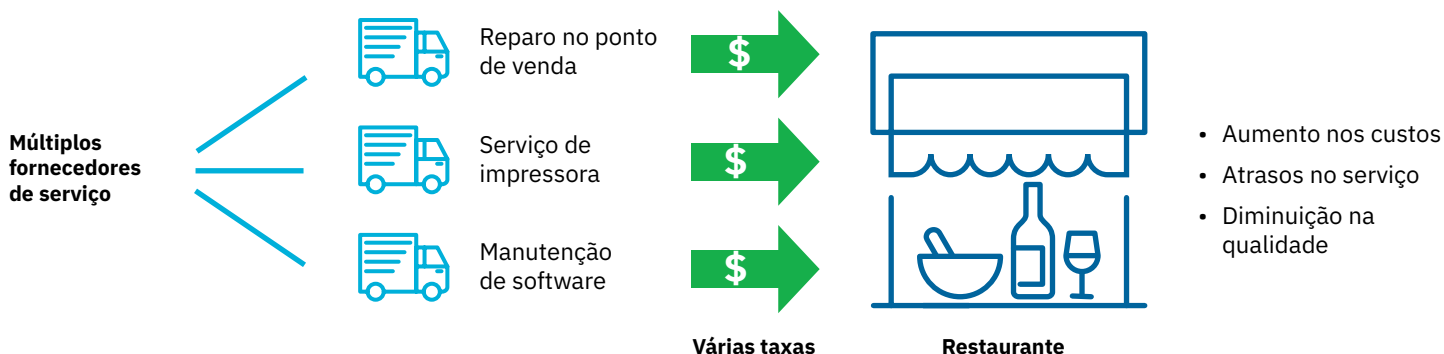 Múltiplos
fornecedores
de serviço
Reparo no ponto
de venda
$
Serviço de
impressora
$
Manutenção
de software
$
Várias taxas
Restaurante
• Aumento nos custos
• Atrasos no serviço
• Diminuição na
qualidade